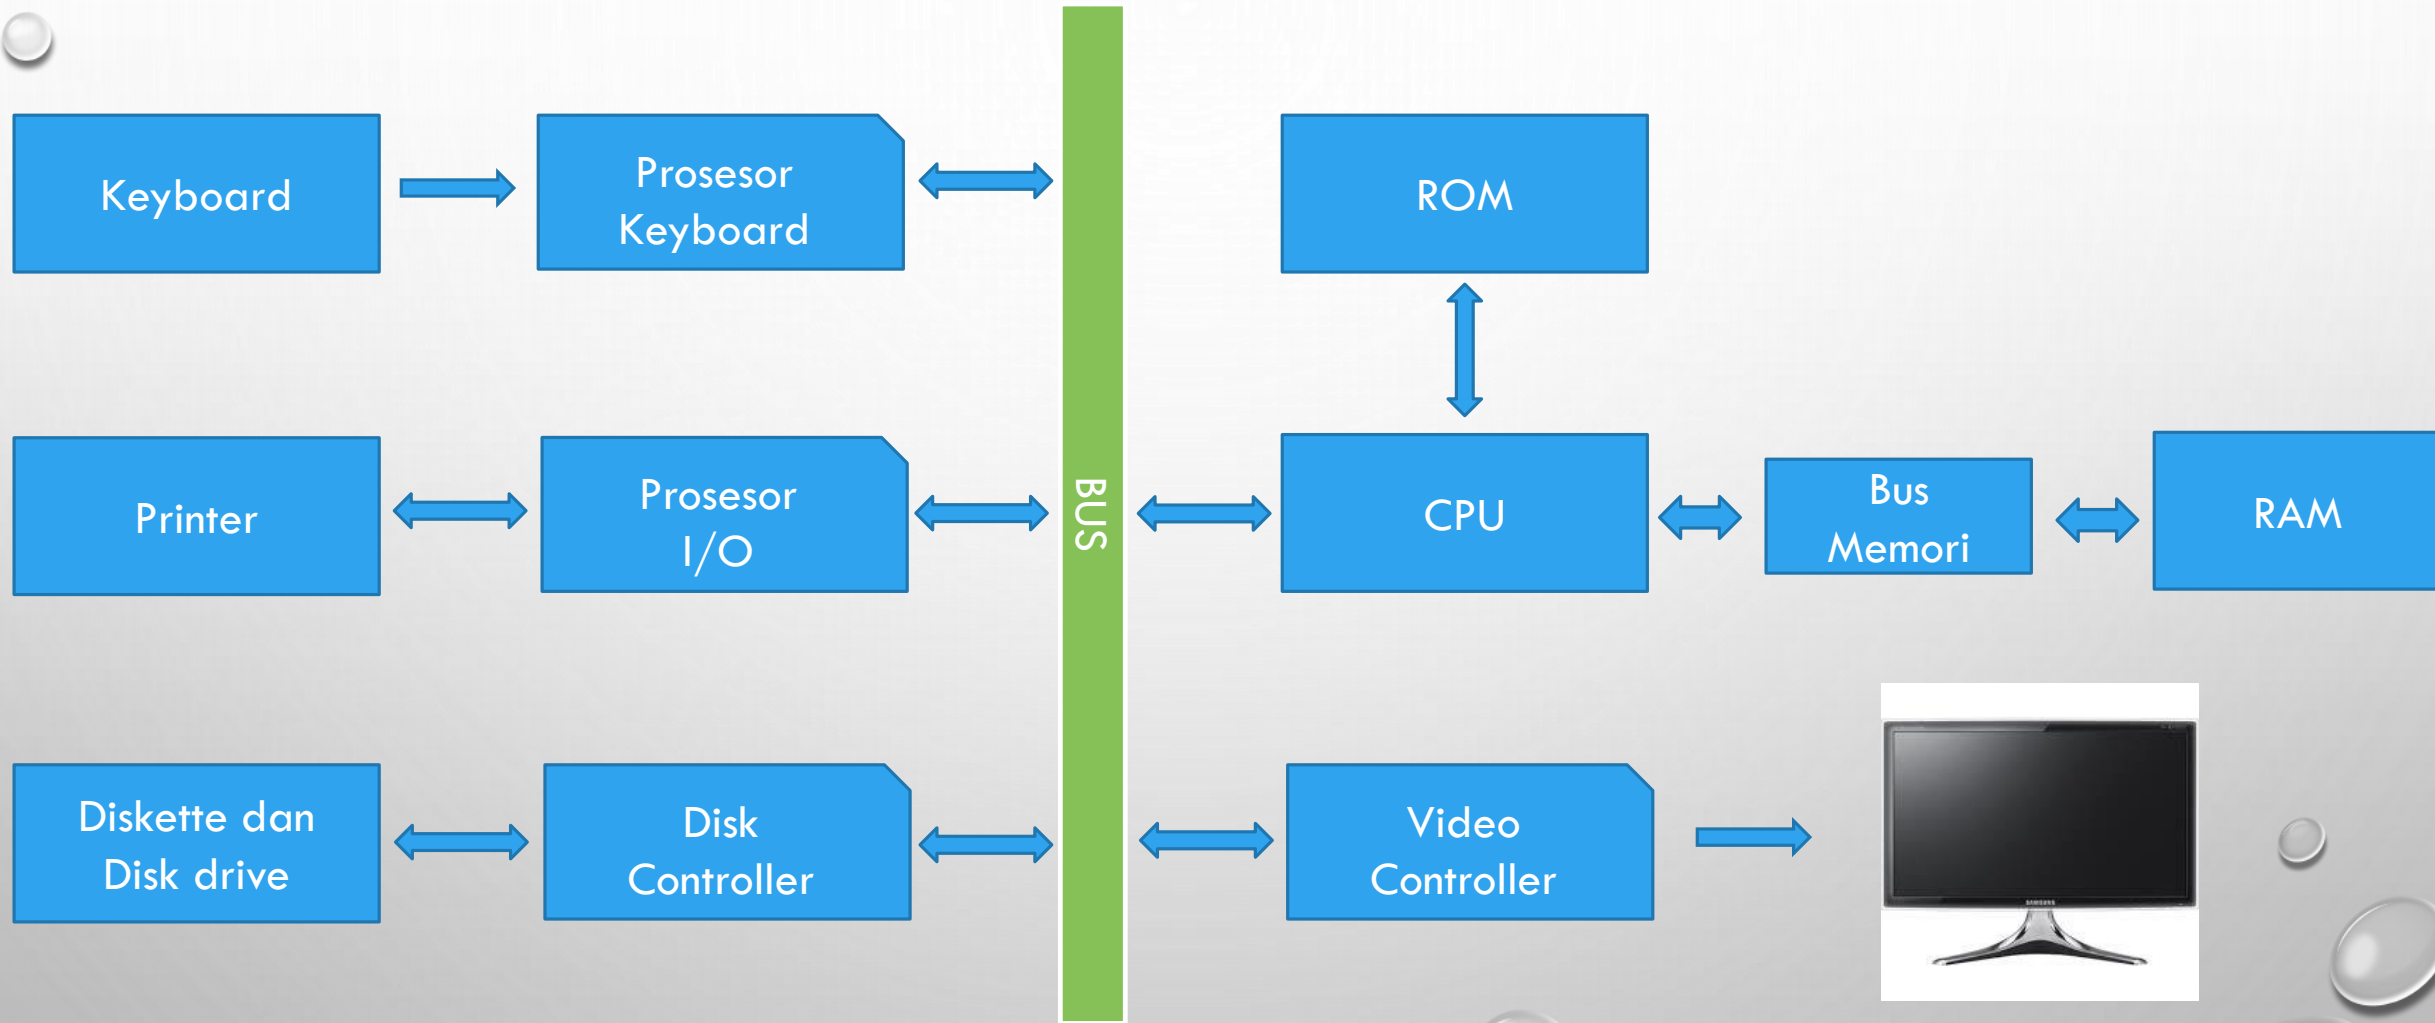 Keyboard
Prosesor
Keyboard
ROM
Printer
Prosesor
I/O
BUS
CPU
Bus
Memori
RAM
Diskette dan
Disk drive
Disk
Controller
Video
Controller
SAMSUNG